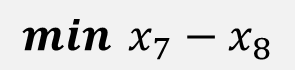 min x₇ − x₈